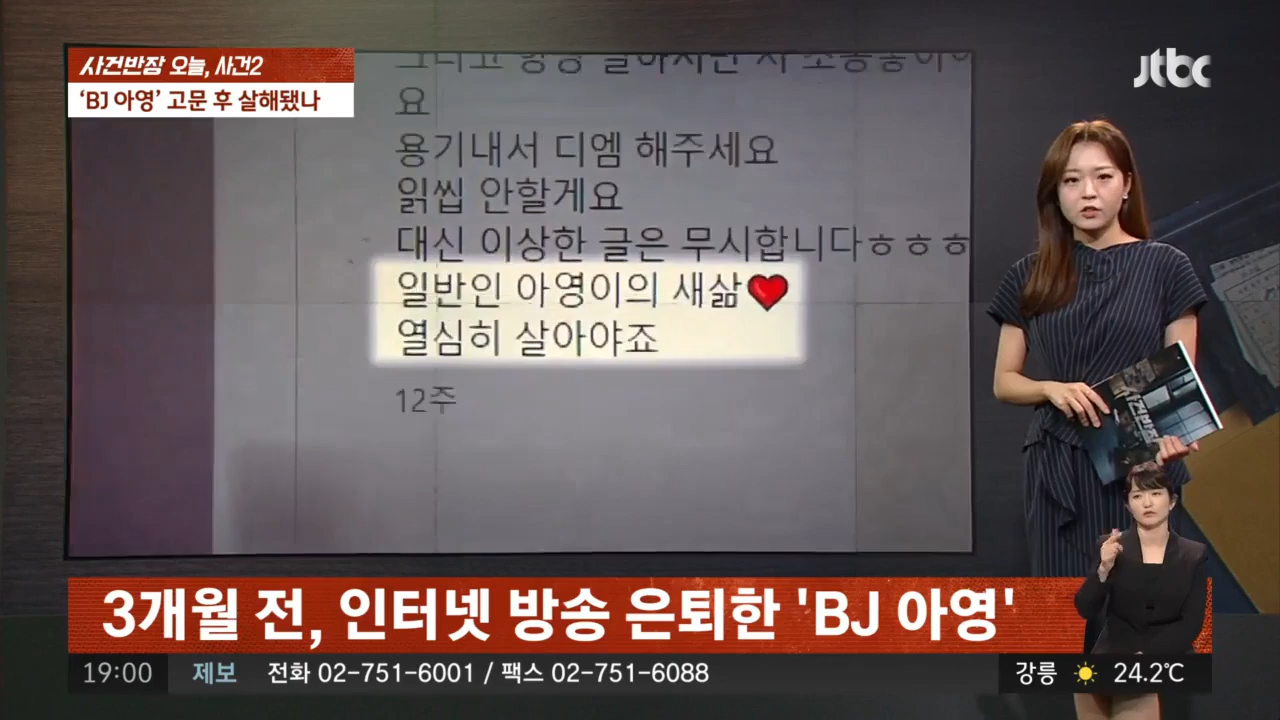 사건반장 오늘, 사건2
'BJ 아영' 고문 후 살해됐나
jtbc
요
용기내서 디엠 해주세요
읽씹 안할게요
대신 이상한 글은 무시합니다ㅎㅎㅎ
일반인 아영이의 새삶❤️
열심히 살아야죠
12주
사건반장
3개월 전, 인터넷 방송 은퇴한 'BJ 아영'
19:00 제보 전화 02-751-6001 / 팩스 02-751-6088
강릉 24.2℃